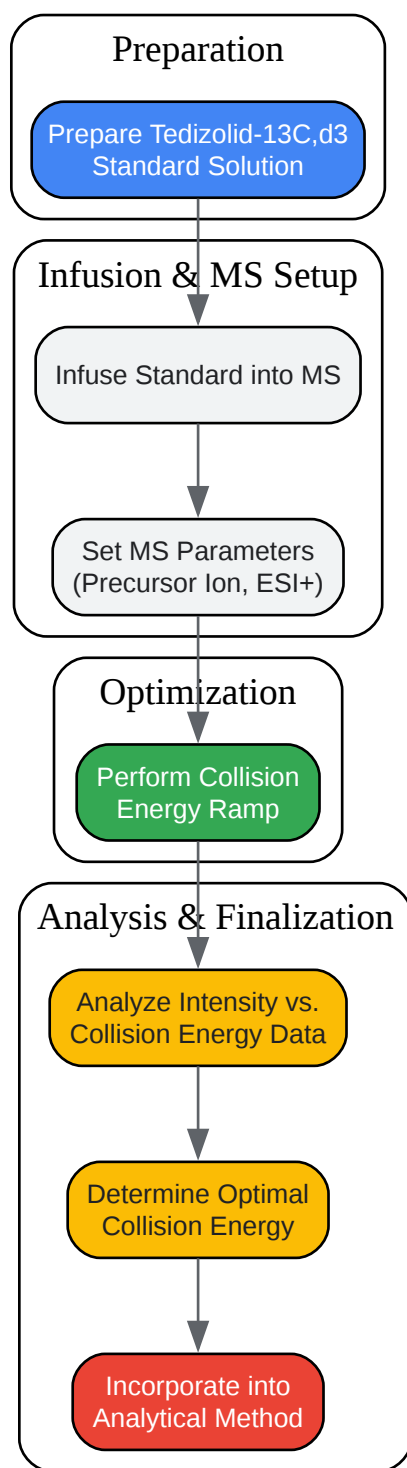 Preparation
Prepare Tedizolid-13C,d3
Standard Solution
Infusion & MS Setup
Infuse Standard into MS
Set MS Parameters
(Precursor Ion, ESI+)
Optimization
Perform Collision
Energy Ramp
Analysis & Finalization
Analyze Intensity vs.
Collision Energy Data
Determine Optimal
Collision Energy
Incorporate into
Analytical Method